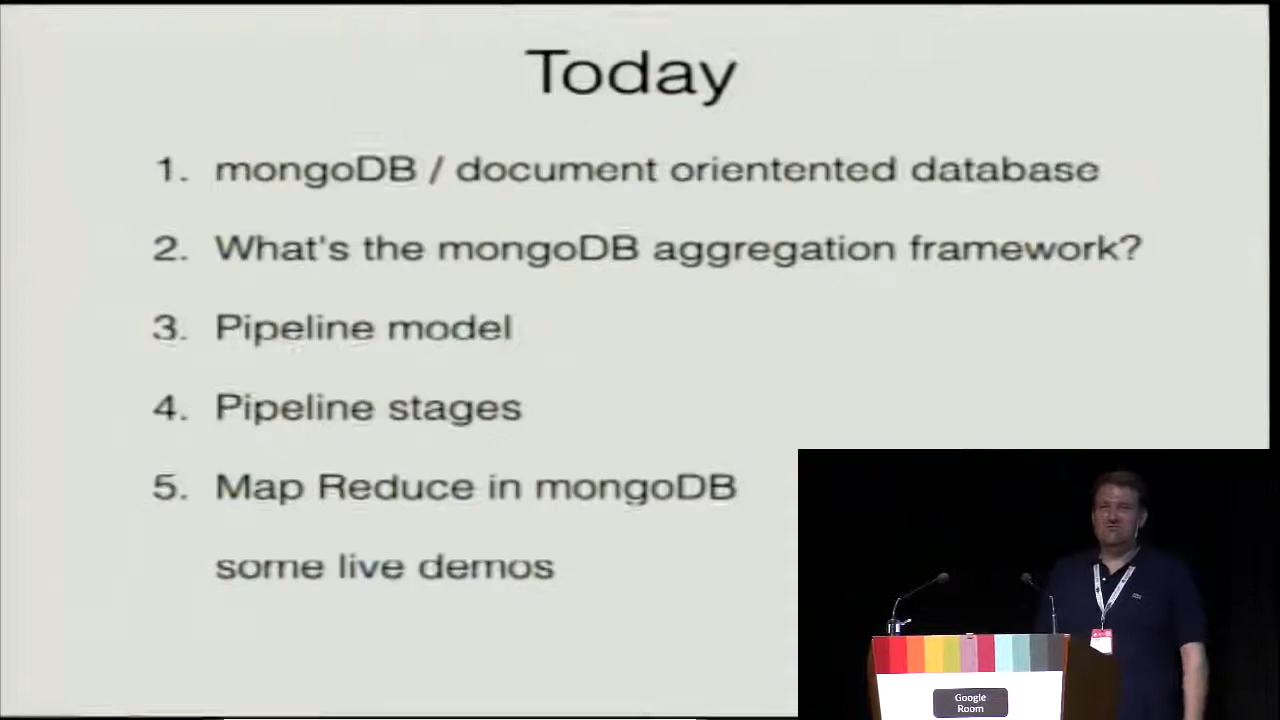 Today
1. mongoDB / document orientented database
2. What's the mongoDB aggregation framework?
3. Pipeline model
4. Pipeline stages
5. Map Reduce in mongoDB
some live demos
Google
Room